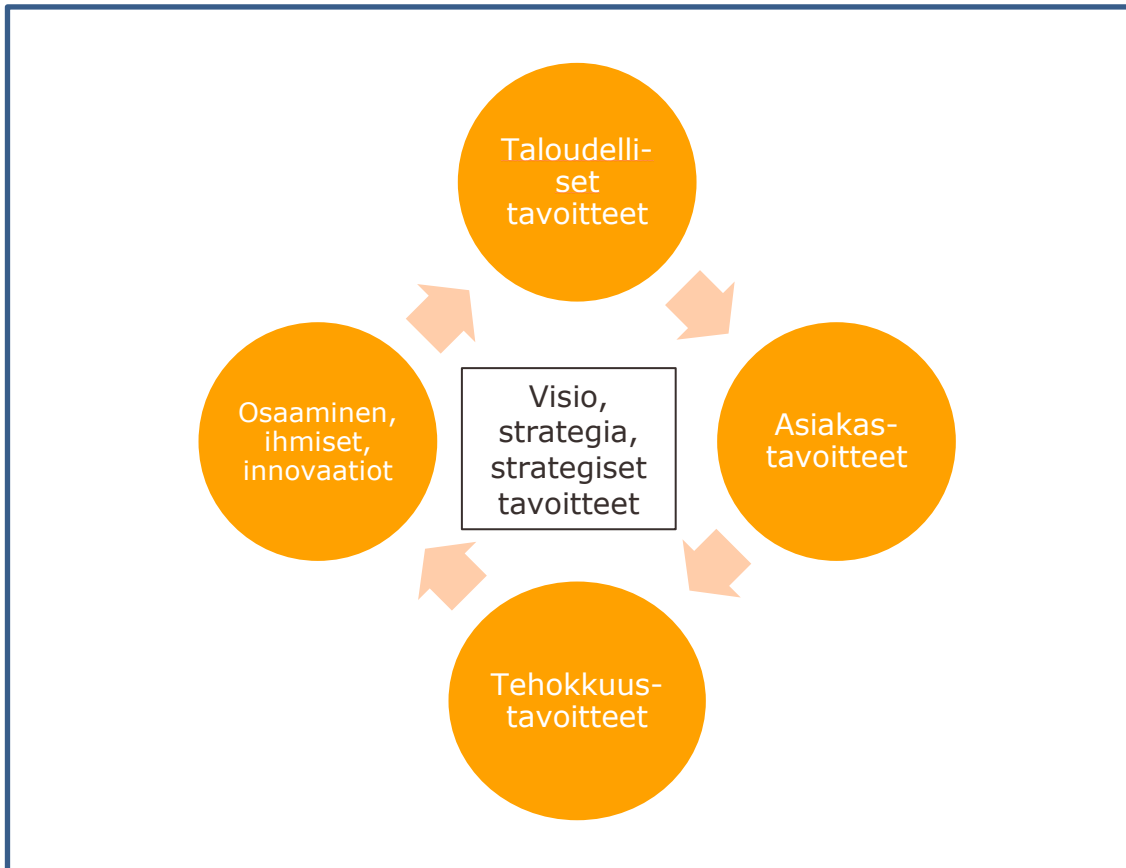 Taloudelli-
set
tavoitteet
Osaaminen,
ihmiset,
innovaatiot
Visio,
strategia,
strategiset
tavoitteet
Asiakas-
tavoitteet
Tehokkuus-
tavoitteet